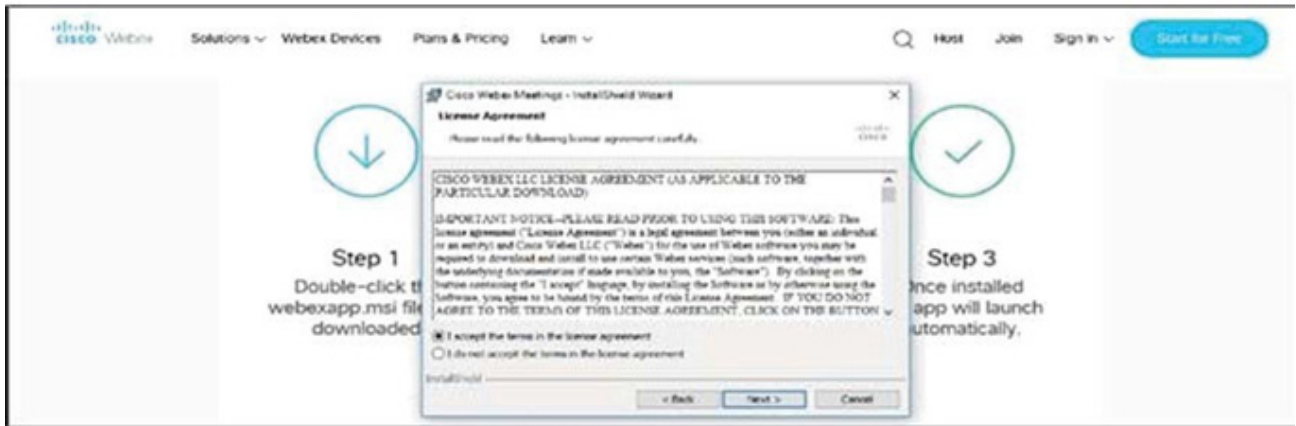 CISCO Webex
Solutions Webex Devices Plans & Pricing Learn Host Join Sign in Start for Free
Cisco Webex Meetings - InstallShield Wizard
License Agreement
Please read the following license agreement carefully.
CISCO
CISCO WEBEX LLC LICENSE AGREEMENT (AS APPLICABLE TO THE
PARTICULAR DOWNLOAD)
IMPORTANT NOTICE--PLEASE READ PRIOR TO USING THIS SOFTWARE: This
license agreement ("License Agreement") is a legal agreement between you (either an individual
or an entity) and Cisco Webex LLC ("Webex") for the use of Webex software you may be
required to download and install to use certain Webex services (such software, together with
the underlying documentation if made available to you, the "Software"). By clicking on the
button containing the "I accept" language, by installing the Software or by otherwise using the
Software, you agree to be bound by the terms of this License Agreement. IF YOU DO NOT
AGREE TO THE TERMS OF THIS LICENSE AGREEMENT, CLICK ON THE BUTTON
I accept the terms in the license agreement
I do not accept the terms in the license agreement
InstallShield
< Back Next > Cancel
Step 1
Double-click th
webexapp.msi file
downloaded
Step 3
Once installed
app will launch
utomatically.